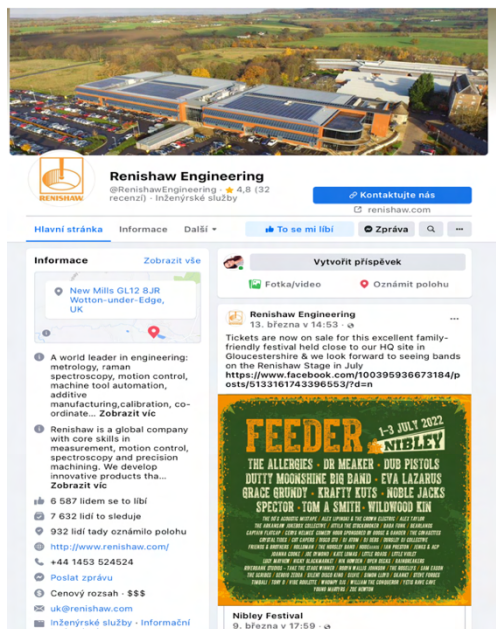 RENISHAW
Renishaw Engineering
@RenishawEngineering · 4,8 (32
recenzí) · Inženýrské služby
Kontaktujte nás
renishaw.com
Hlavní stránka Informace Další To se mi líbí Zpráva
Informace Zobrazit vše
New Mills GL12 8JR
Wotton-under-Edge,
UK
A world leader in engineering:
metrology, raman
spectroscopy, motion control,
machine tool automation,
additive
manufacturing,calibration, co-
ordinate... Zobrazit víc
Renishaw is a global company
with core skills in
measurement, motion control,
spectroscopy and precision
machining. We develop
innovative products tha...
Zobrazit víc
6 587 lidem se to líbí
7 632 lidí to sleduje
932 lidí tady oznámilo polohu
http://www.renishaw.com/
+44 1453 524524
Poslat zprávu
Cenový rozsah · $$$
uk@renishaw.com
Inženýrské služby · Informační
Vytvořit příspěvek
Fotka/video Oznámit polohu
Renishaw Engineering
13. března v 14:53 ·
Tickets are now on sale for this excellent family-
friendly festival held close to our HQ site in
Gloucestershire & we look forward to seeing bands
on the Renishaw Stage in July
https://www.facebook.com/100395936673184/p
osts/5133161743396553/?d=n
FEEDER
1-3 JULY 2022
NIBLEY
THE ALLERGIES · DR MEAKER · DUB PISTOLS
DUTTY MOONSHINE BIG BAND · EVA LAZARUS
GRACE GRUNDY · KRAFTY KUTS · NOBLE JACKS
SPECTOR · TOM A SMITH · WILDWOOD KIN
Nibley Festival
9. března v 17:59 ·